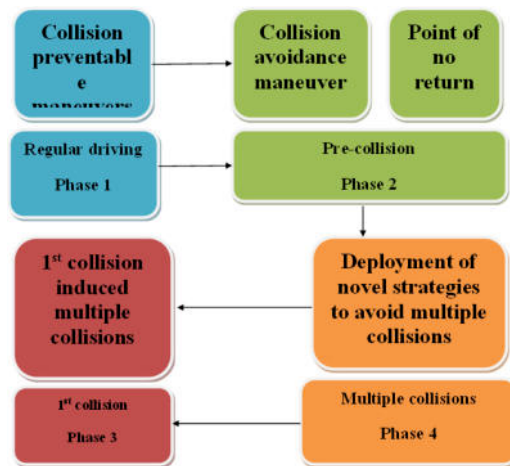 Collision
preventabl
e
maneuvers
Collision
avoidance
maneuver
Point of
no
return
Regular driving
Phase 1
Pre-collision
Phase 2
1st collision
induced
multiple
collisions
Deployment of
novel strategies
to avoid multiple
collisions
1st collision
Phase 3
Multiple collisions
Phase 4